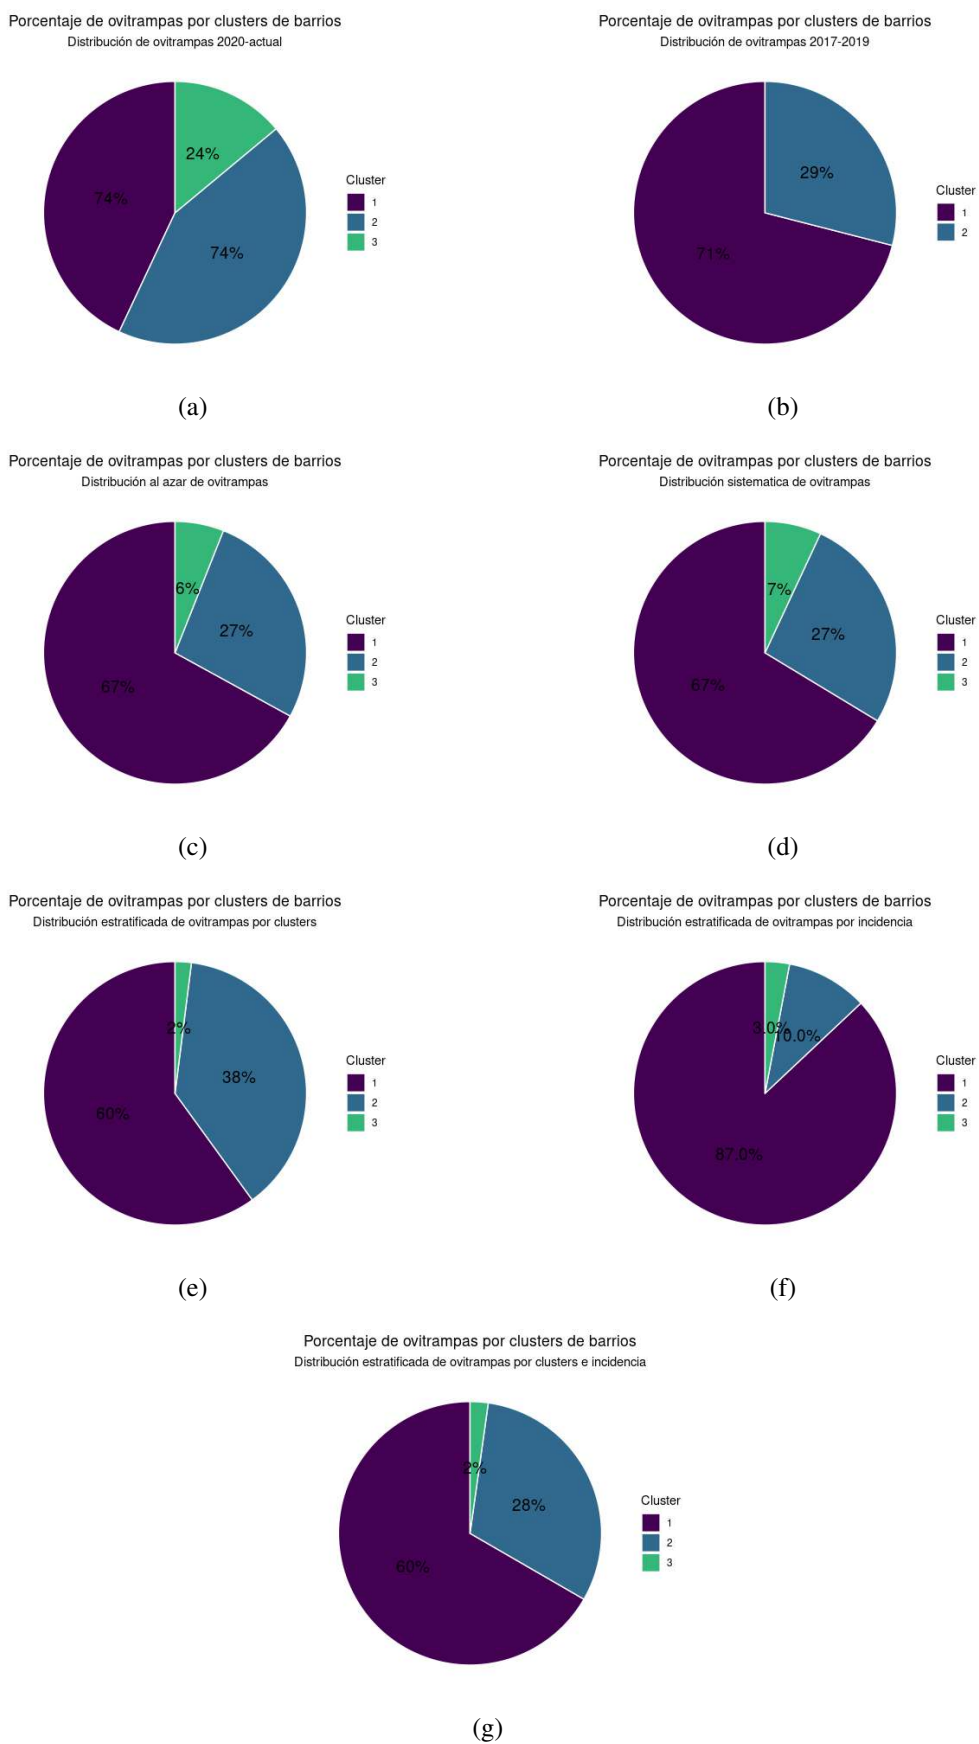 Porcentaje de ovitrampas por clusters de barrios
Distribución de ovitrampas 2020-actual
24%
74%
74%
Cluster
1
2
3
(a)
Porcentaje de ovitrampas por clusters de barrios
Distribución de ovitrampas 2017-2019
29%
71%
Cluster
1
2
(b)
Porcentaje de ovitrampas por clusters de barrios
Distribución al azar de ovitrampas
6%
27%
67%
Cluster
1
2
3
(c)
Porcentaje de ovitrampas por clusters de barrios
Distribución sistematica de ovitrampas
7%
27%
67%
Cluster
1
2
3
(d)
Porcentaje de ovitrampas por clusters de barrios
Distribución estratificada de ovitrampas por clusters
2%
38%
60%
Cluster
1
2
3
(e)
Porcentaje de ovitrampas por clusters de barrios
Distribución estratificada de ovitrampas por incidencia
3.0%
10.0%
87.0%
Cluster
1
2
3
(f)
Porcentaje de ovitrampas por clusters de barrios
Distribución estratificada de ovitrampas por clusters e incidencia
2%
28%
60%
Cluster
1
2
3
(g)